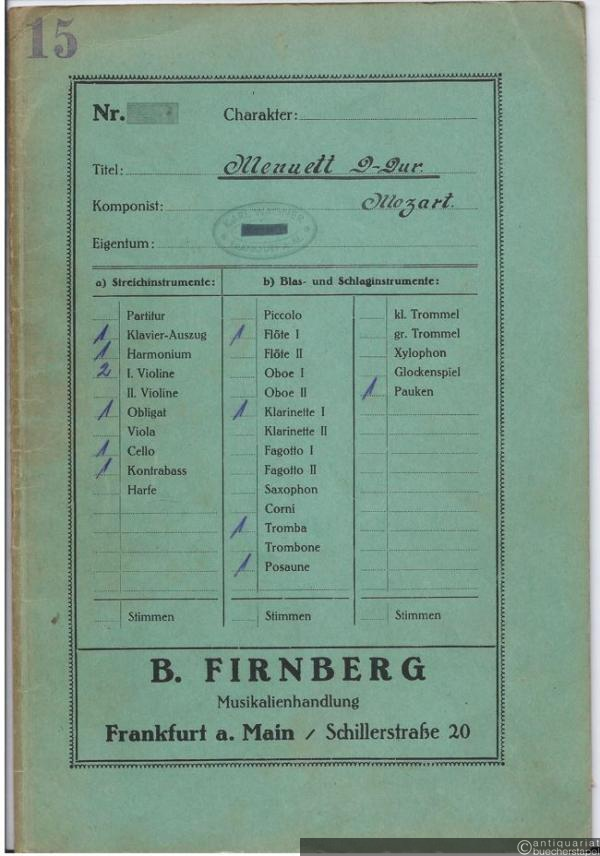 15
Nr.
Charakter:
Titel: Menuett D-Dur.
Komponist: Mozart.
Eigentum:
a) Streichinstrumente:
b) Blas- und Schlaginstrumente:
Partitur
1 Klavier-Auszug
1 Harmonium
2 I. Violine
II. Violine
1 Obligat
Viola
1 Cello
1 Kontrabass
Harfe
Stimmen
Piccolo
1 Flöte I
Flöte II
Oboe I
Oboe II
1 Klarinette I
Klarinette II
Fagotto I
Fagotto II
Saxophon
Corni
1 Tromba
Trombone
1 Posaune
Stimmen
kl. Trommel
gr. Trommel
Xylophon
Glockenspiel
1 Pauken
Stimmen
B. FIRNBERG
Musikalienhandlung
Frankfurt a. Main / Schillerstraße 20
antiquariat
buecherstapel